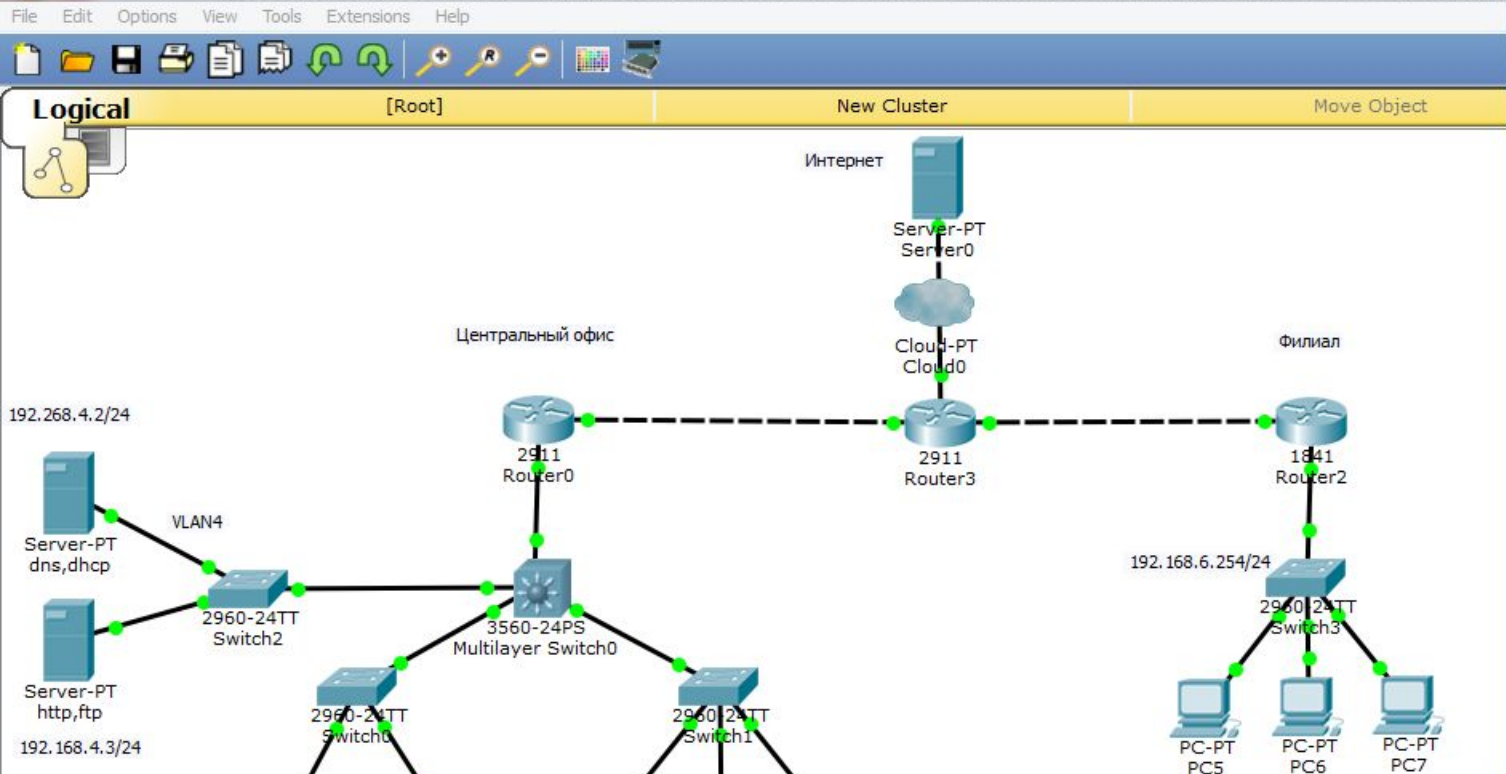 File Edit Options View Tools Extensions Help
Logical [Root] New Cluster Move Object
Интернет
Server-PT
Server0
Cloud-PT
Cloud0
Центральный офис
Филиал
192.268.4.2/24
2911
Router0
2911
Router3
1841
Router2
Server-PT
dns,dhcp
VLAN4
2960-24TT
Switch2
3560-24PS
Multilayer Switch0
192.168.6.254/24
2960-24TT
Switch3
Server-PT
http,ftp
192.168.4.3/24
2960-24TT
Switch0
2960-24TT
Switch1
PC-PT
PC5
PC-PT
PC6
PC-PT
PC7